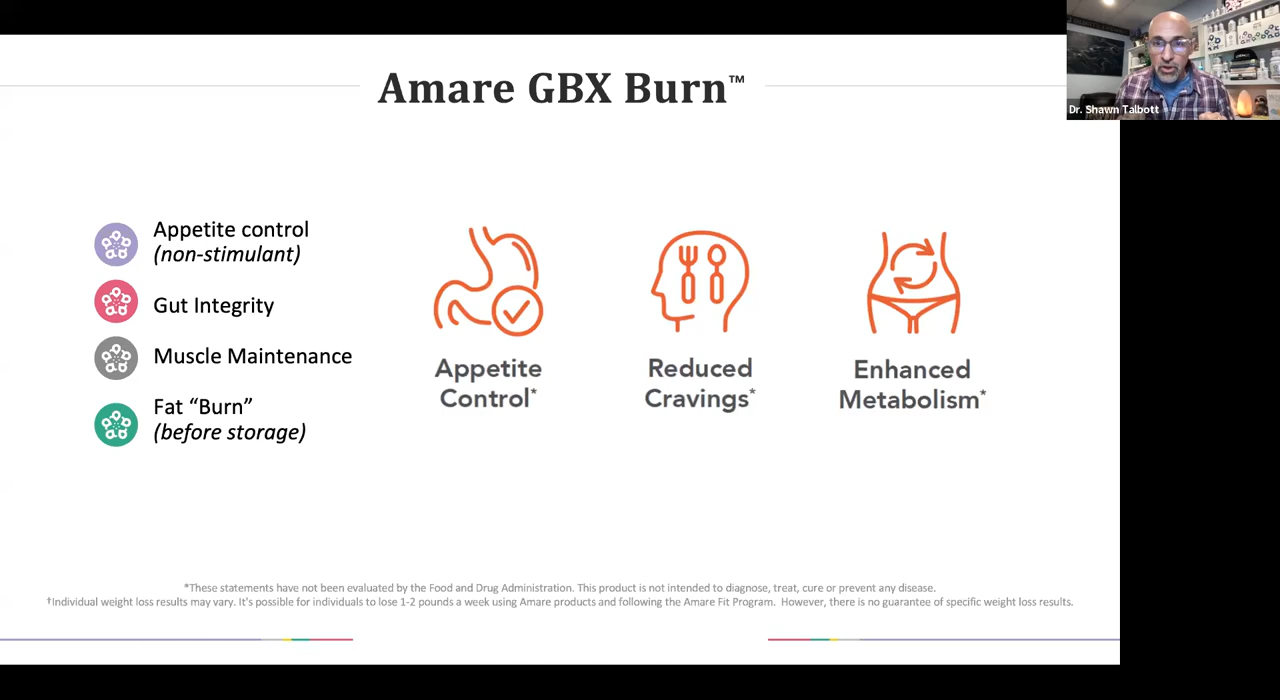 Amare GBX Burn™
Dr. Shawn Talbott
Appetite control
(non-stimulant)
Gut Integrity
Muscle Maintenance
Fat “Burn”
(before storage)
Appetite
Control*
Reduced
Cravings*
Enhanced
Metabolism*
*These statements have not been evaluated by the Food and Drug Administration. This product is not intended to diagnose, treat, cure or prevent any disease.
†Individual weight loss results may vary. It's possible for individuals to lose 1-2 pounds a week using Amare products and following the Amare Fit Program. However, there is no guarantee of specific weight loss results.